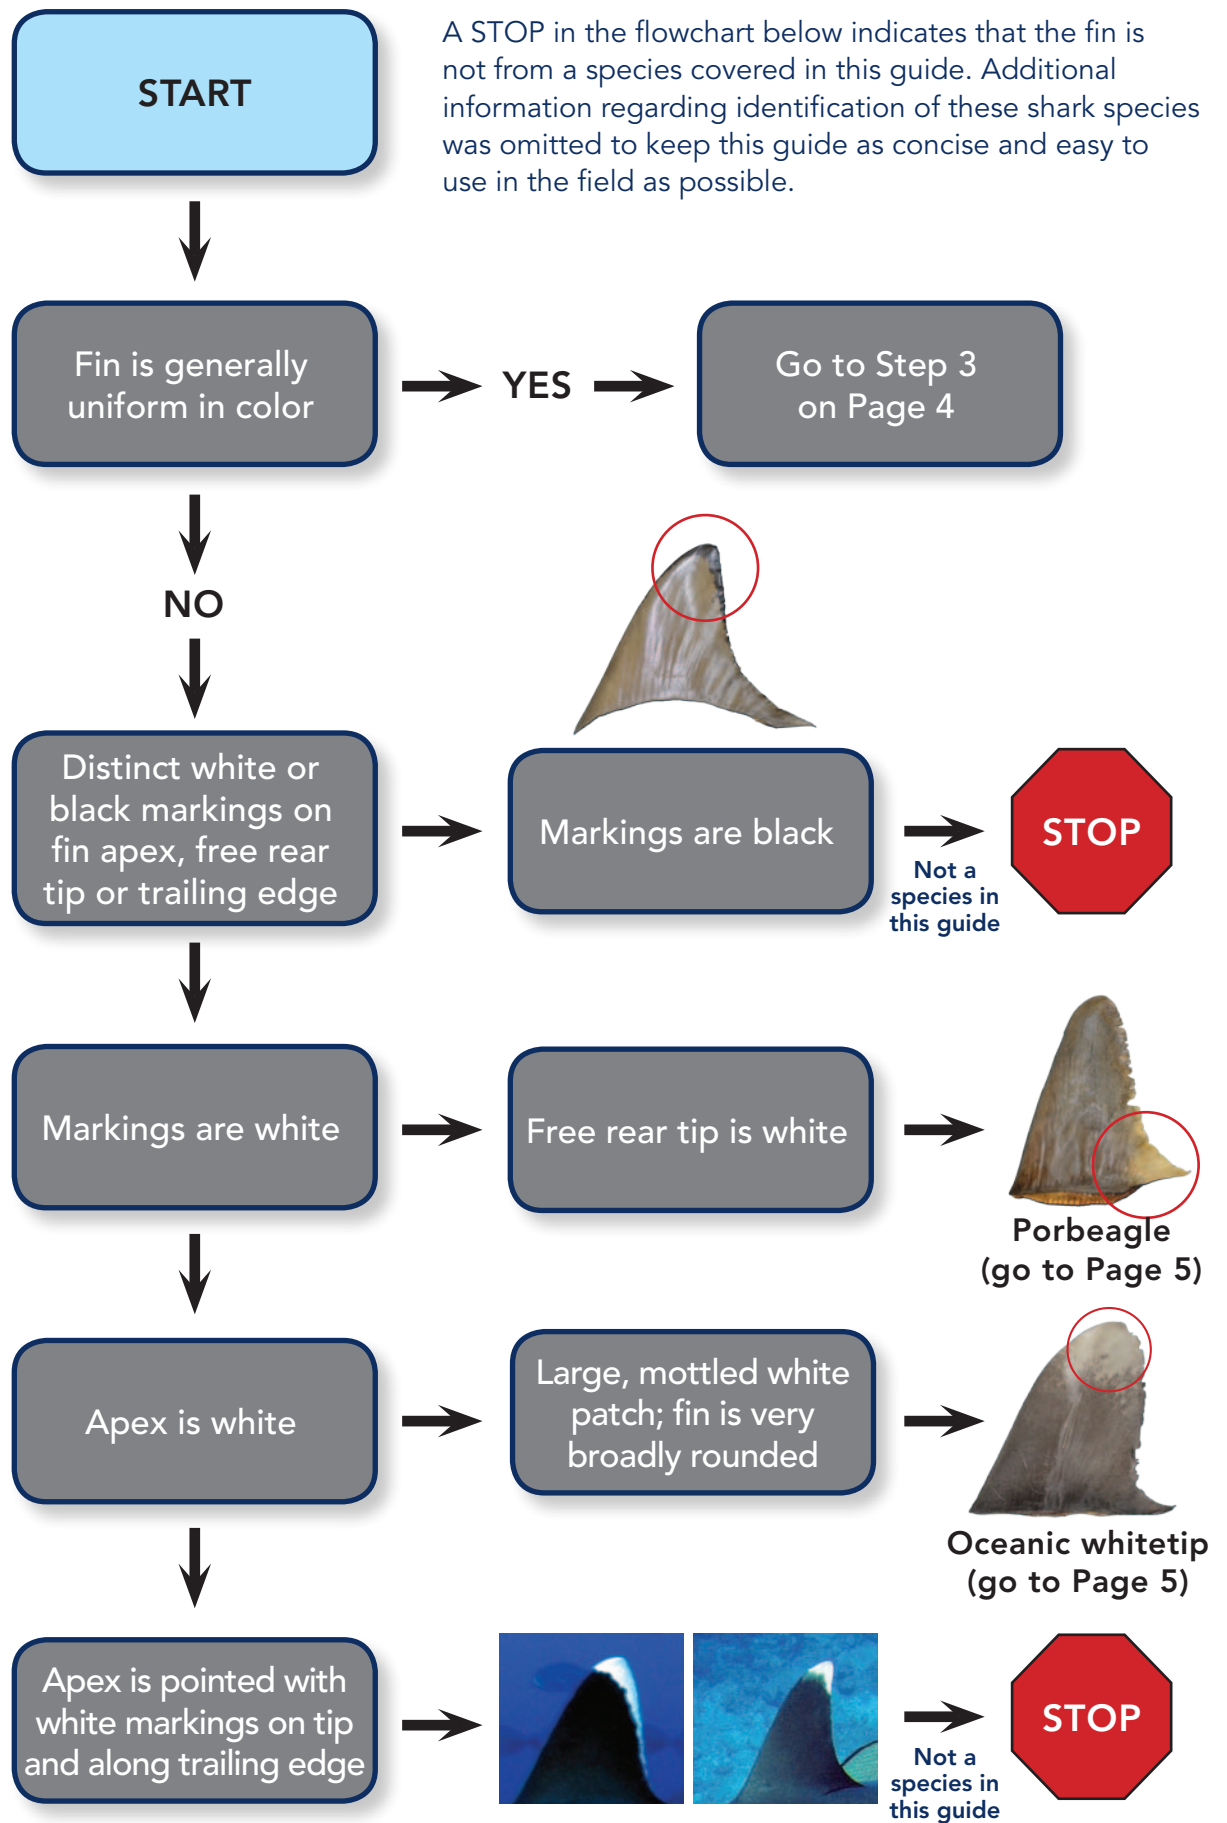 START
A STOP in the flowchart below indicates that the fin is
not from a species covered in this guide. Additional
information regarding identification of these shark species
was omitted to keep this guide as concise and easy to
use in the field as possible.
Fin is generally
uniform in color
YES
Go to Step 3
on Page 4
NO
Distinct white or
black markings on
fin apex, free rear
tip or trailing edge
Markings are black
Not a
species in
this guide
STOP
Markings are white
Free rear tip is white
Porbeagle
(go to Page 5)
Apex is white
Large, mottled white
patch; fin is very
broadly rounded
Oceanic whitetip
(go to Page 5)
Apex is pointed with
white markings on tip
and along trailing edge
Not a
species in
this guide
STOP